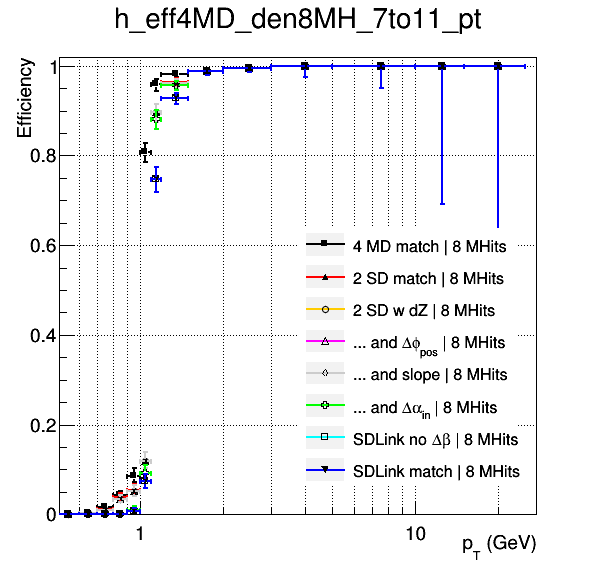 h_eff4MD_den8MH_7to11_pt
Efficiency
1
0.8
0.6
0.4
0.2
0
4 MD match | 8 MHits
2 SD match | 8 MHits
2 SD w dZ | 8 MHits
... and Δϕpos | 8 MHits
... and slope | 8 MHits
... and Δαin | 8 MHits
SDLink no Δβ | 8 MHits
SDLink match | 8 MHits
1 10
pT (GeV)